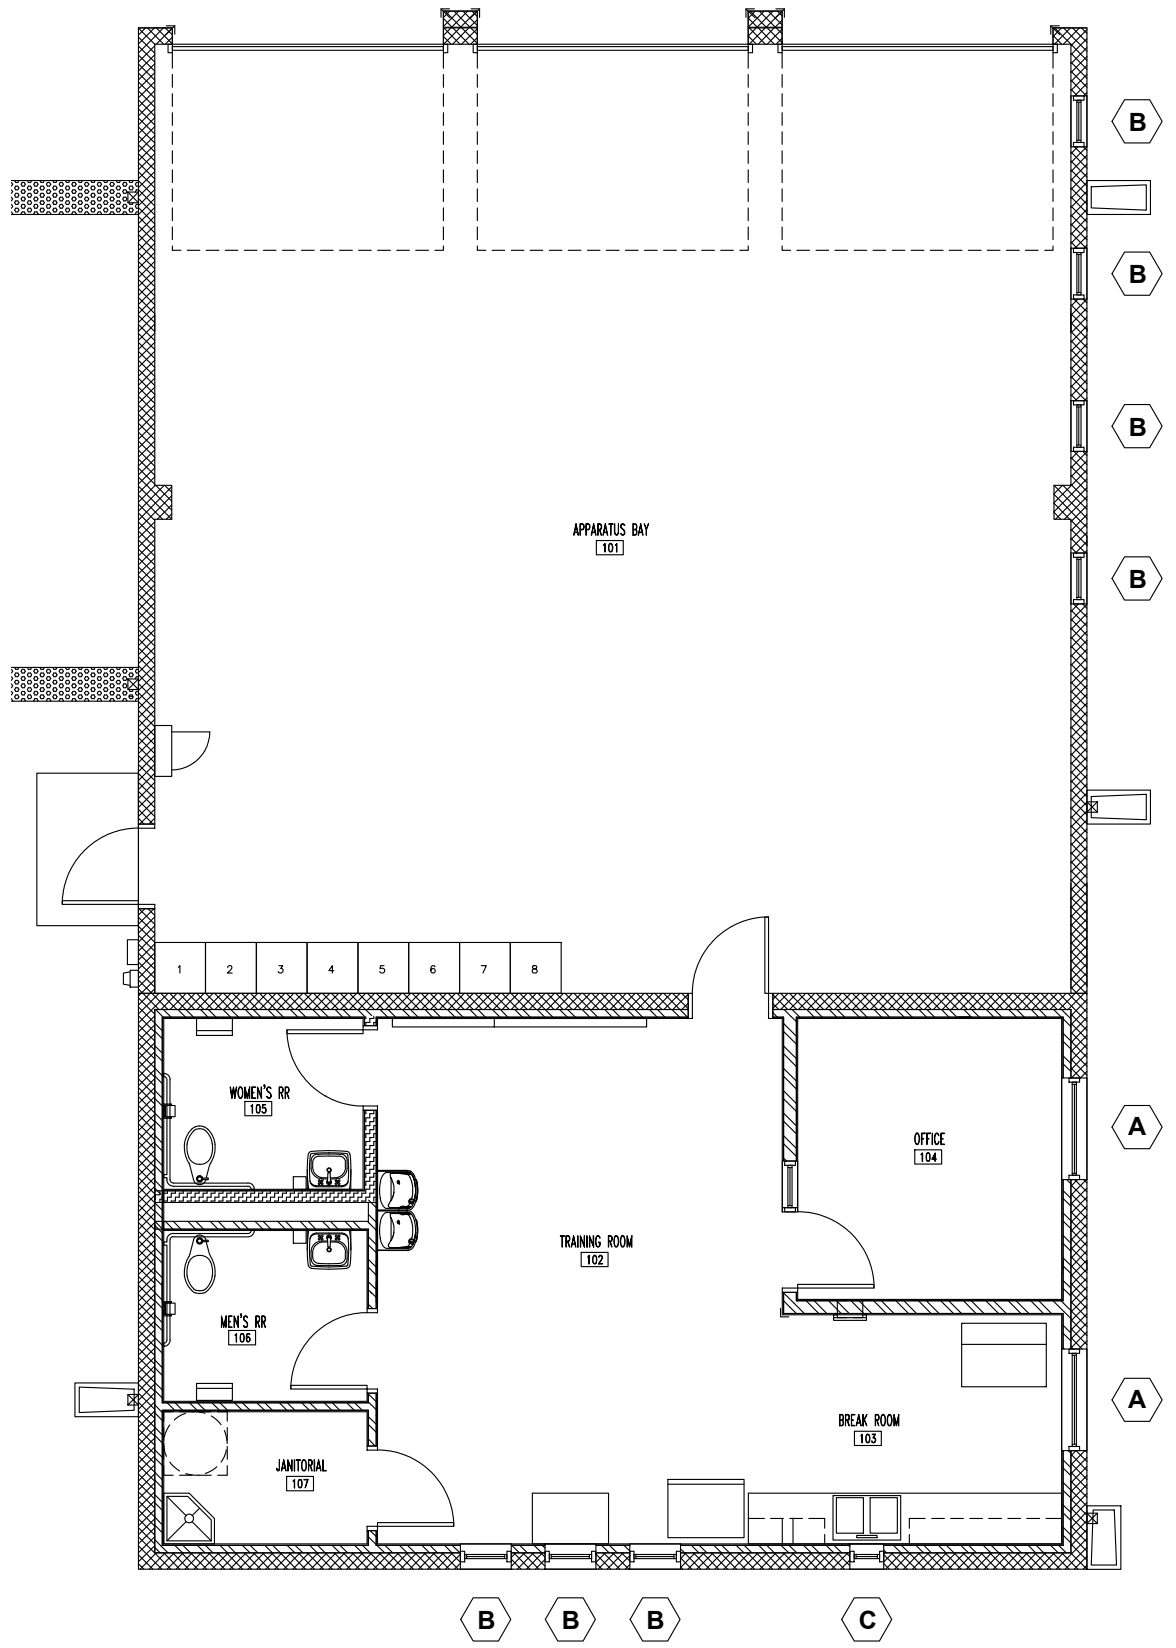 B
B
B
APPARATUS BAY
101
B
1 2 3 4 5 6 7 8
WOMEN'S RR
105
A
OFFICE
104
TRAINING ROOM
102
MEN'S RR
106
A
BREAK ROOM
103
JANITORIAL
107
B B B C